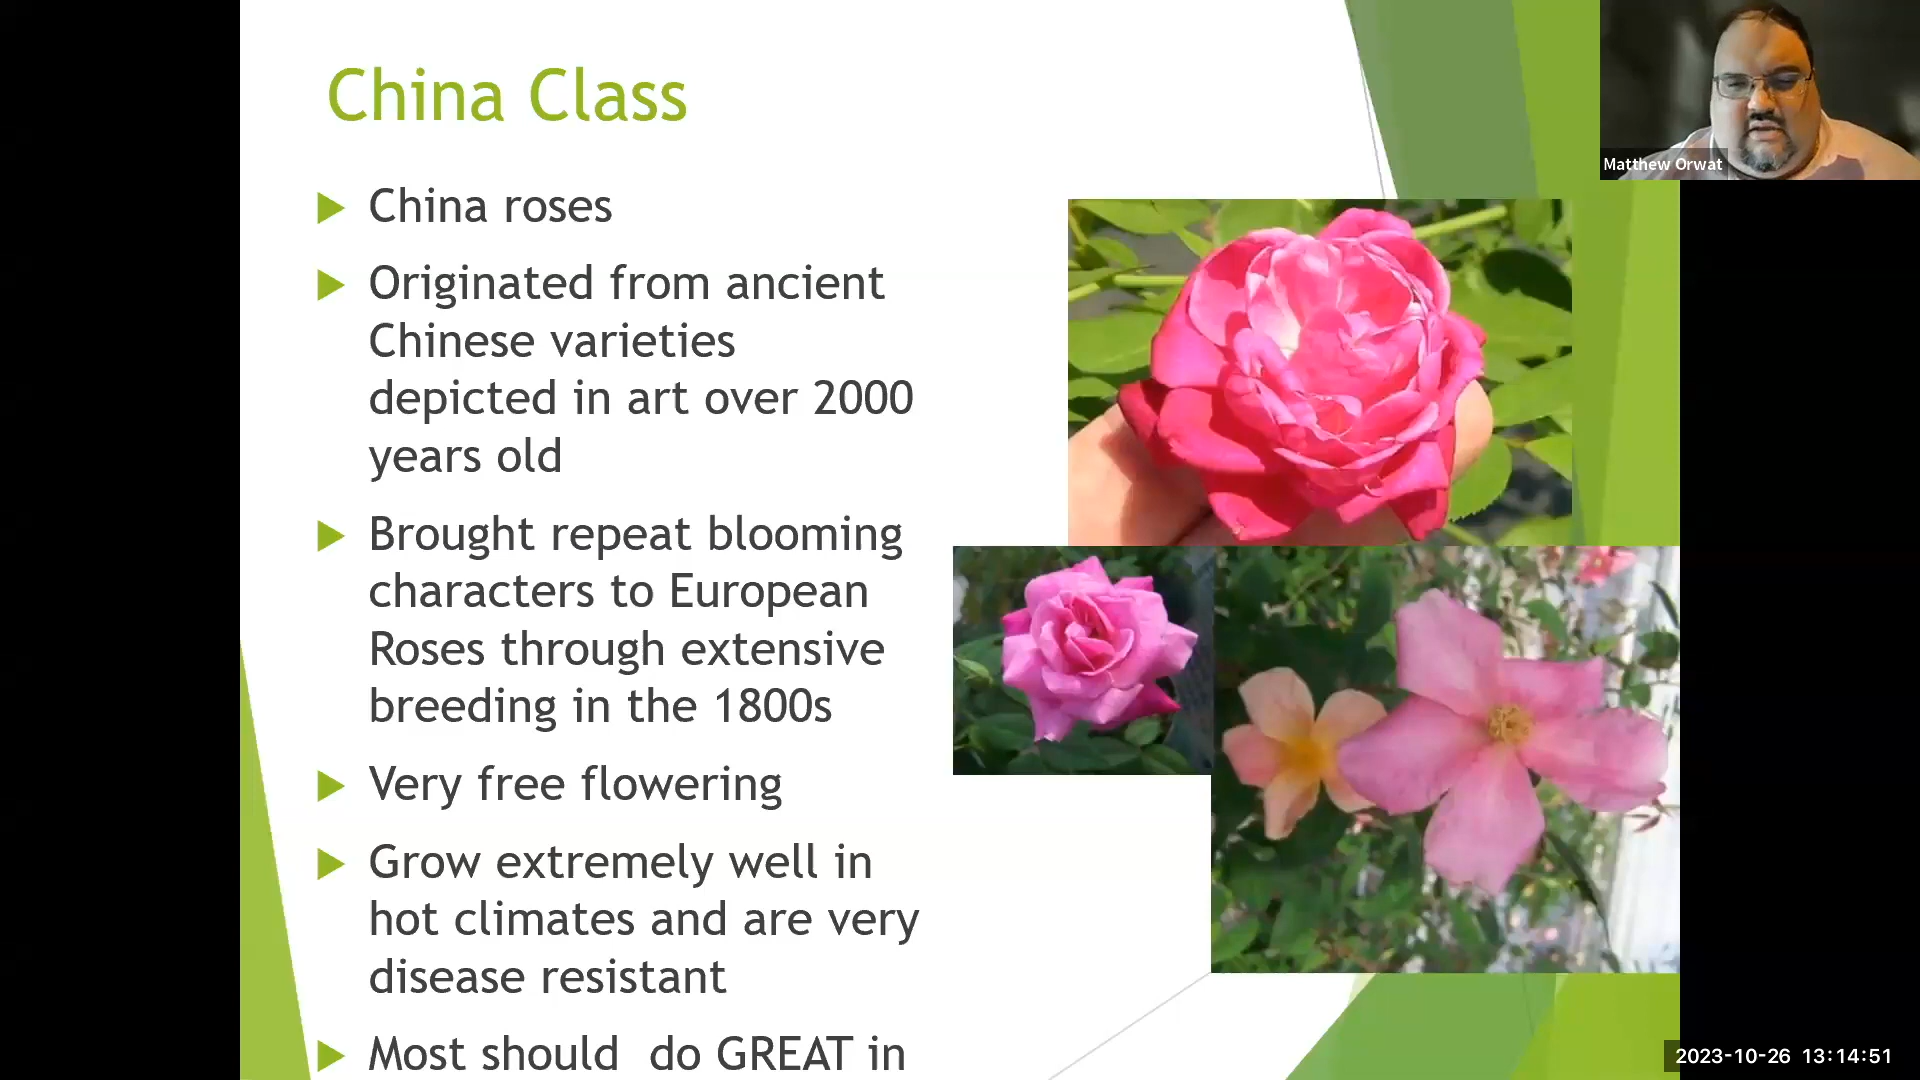 China Class
Matthew Orwat
China roses
Originated from ancient
Chinese varieties
depicted in art over 2000
years old
Brought repeat blooming
characters to European
Roses through extensive
breeding in the 1800s
Very free flowering
Grow extremely well in
hot climates and are very
disease resistant
Most should  do GREAT in
2023-10-26  13:14:51